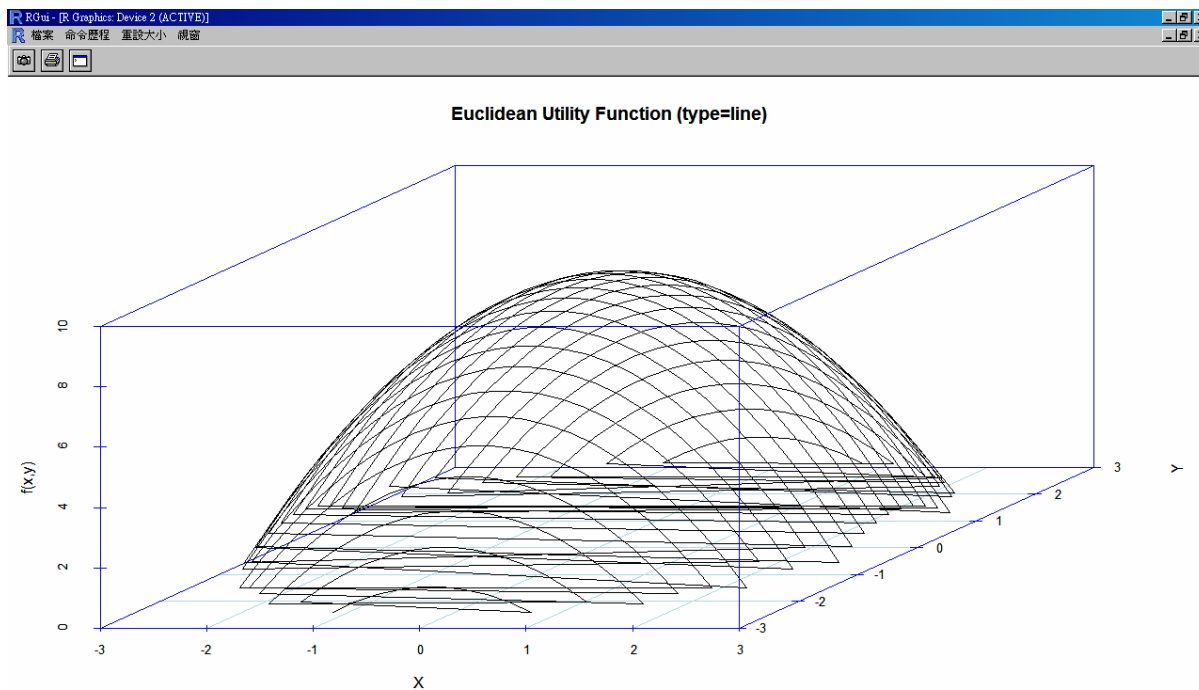 RGui - [R Graphics: Device 2 (ACTIVE)]
檔案 命令歷程 重設大小 視窗
Euclidean Utility Function (type=line)
10
8
6
4
2
0
f(x,y)
-3 -2 -1 0 1 2 3
X
-3
-2
-1
0
1
2
3
Y